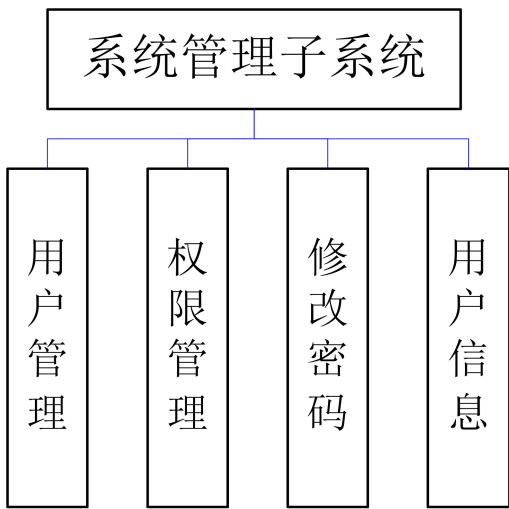 系统管理子系统
用户管理
权限管理
修改密码
用户信息